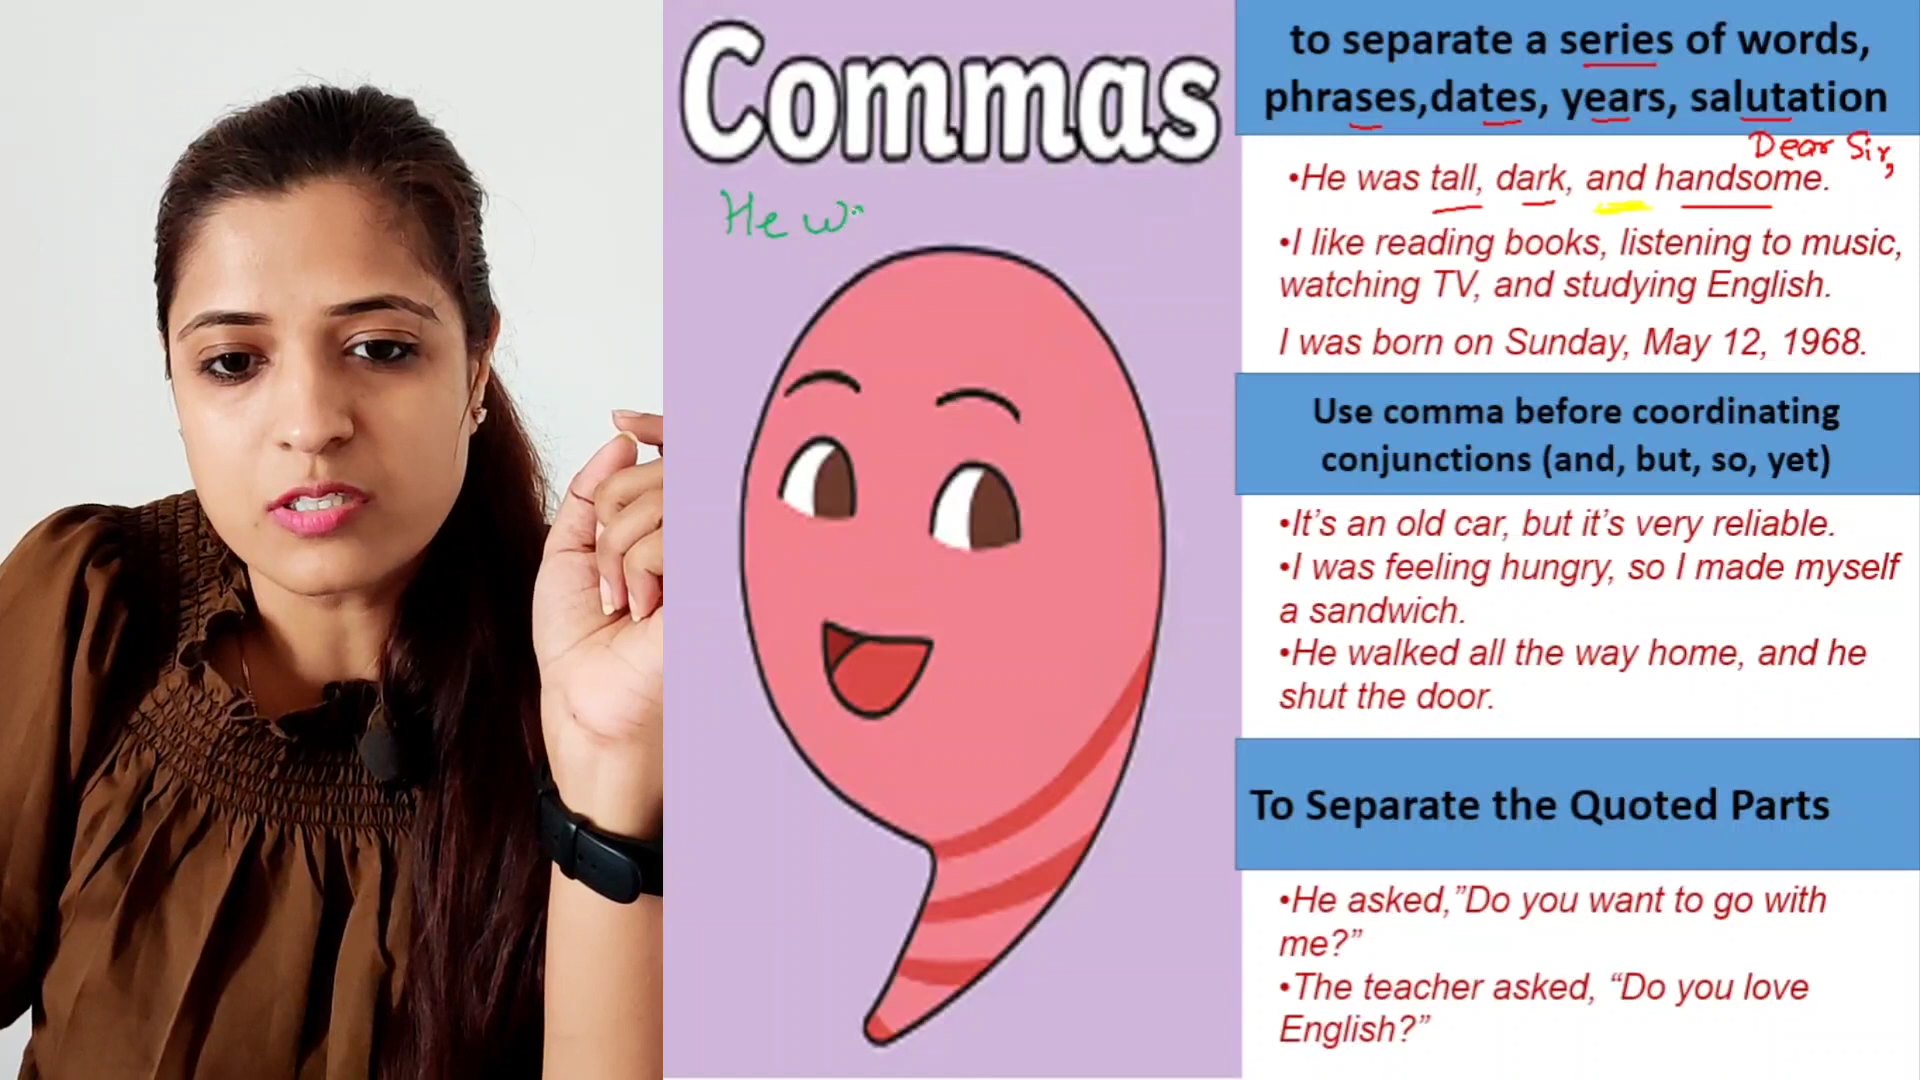 Commas
He w
to separate a series of words,
phrases,dates, years, salutation
Dear Sir,
•He was tall, dark, and handsome.
•I like reading books, listening to music,
watching TV, and studying English.
I was born on Sunday, May 12, 1968.
Use comma before coordinating
conjunctions (and, but, so, yet)
•It’s an old car, but it’s very reliable.
•I was feeling hungry, so I made myself
a sandwich.
•He walked all the way home, and he
shut the door.
To Separate the Quoted Parts
•He asked,”Do you want to go with
me?”
•The teacher asked, “Do you love
English?”